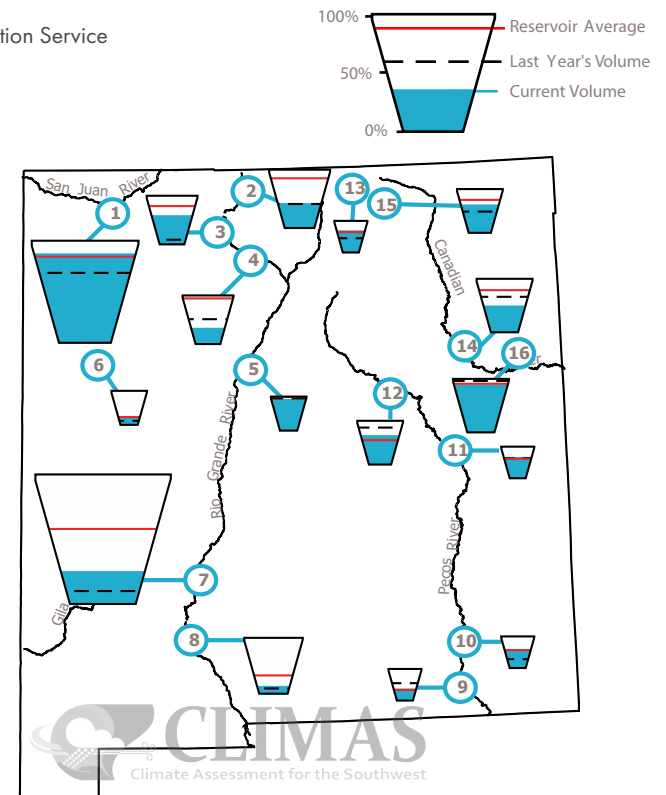 tion Service
100%
50%
0%
Reservoir Average
Last Year's Volume
Current Volume
San Juan River
1
2
3
4
5
6
7
8
9
10
11
12
13
14
15
16
Canadian
er
Rio Grande River
Pecos River
Gila
CLIMAS
Climate Assessment for the Southwest